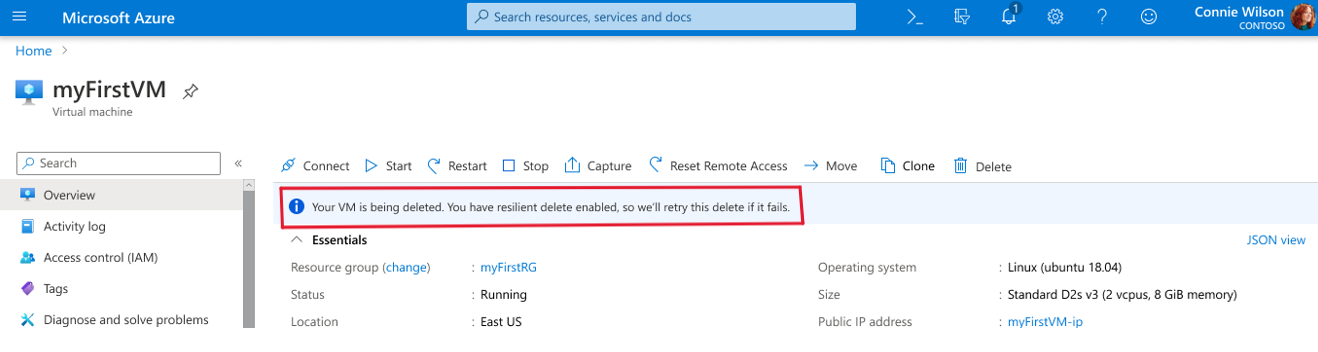 Microsoft Azure
Search resources, services and docs
1
Connie Wilson
CONTOSO
Home >
myFirstVM
Virtual machine
Search «
Connect Start Restart Stop Capture Reset Remote Access Move Clone Delete
Overview
Activity log
Access control (IAM)
Tags
Diagnose and solve problems
Your VM is being deleted. You have resilient delete enabled, so we'll retry this delete if it fails.
Essentials JSON view
Resource group (change) : myFirstRG
Status : Running
Location : East US
Operating system : Linux (ubuntu 18.04)
Size : Standard D2s v3 (2 vcpus, 8 GiB memory)
Public IP address : myFirstVM-ip